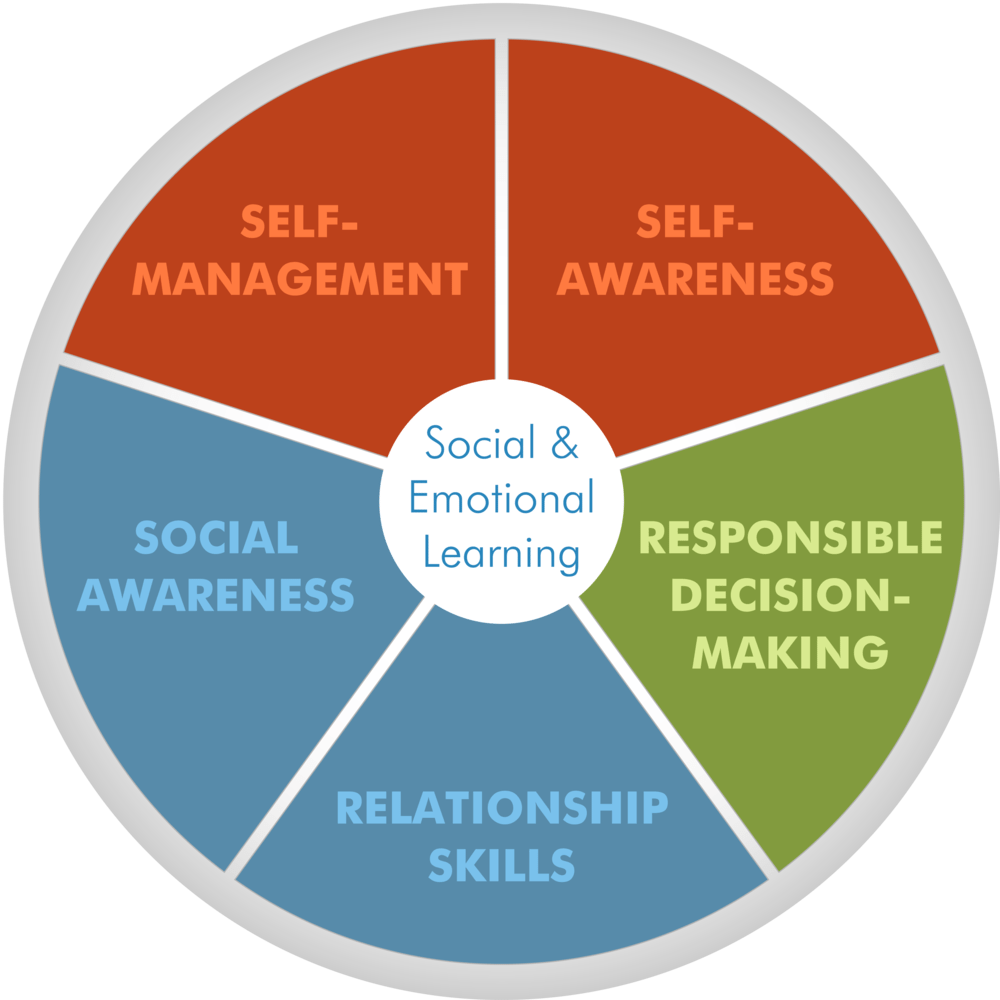 SELF-
MANAGEMENT
SELF-
AWARENESS
Social &
Emotional
Learning
SOCIAL
AWARENESS
RESPONSIBLE
DECISION-
MAKING
RELATIONSHIP
SKILLS